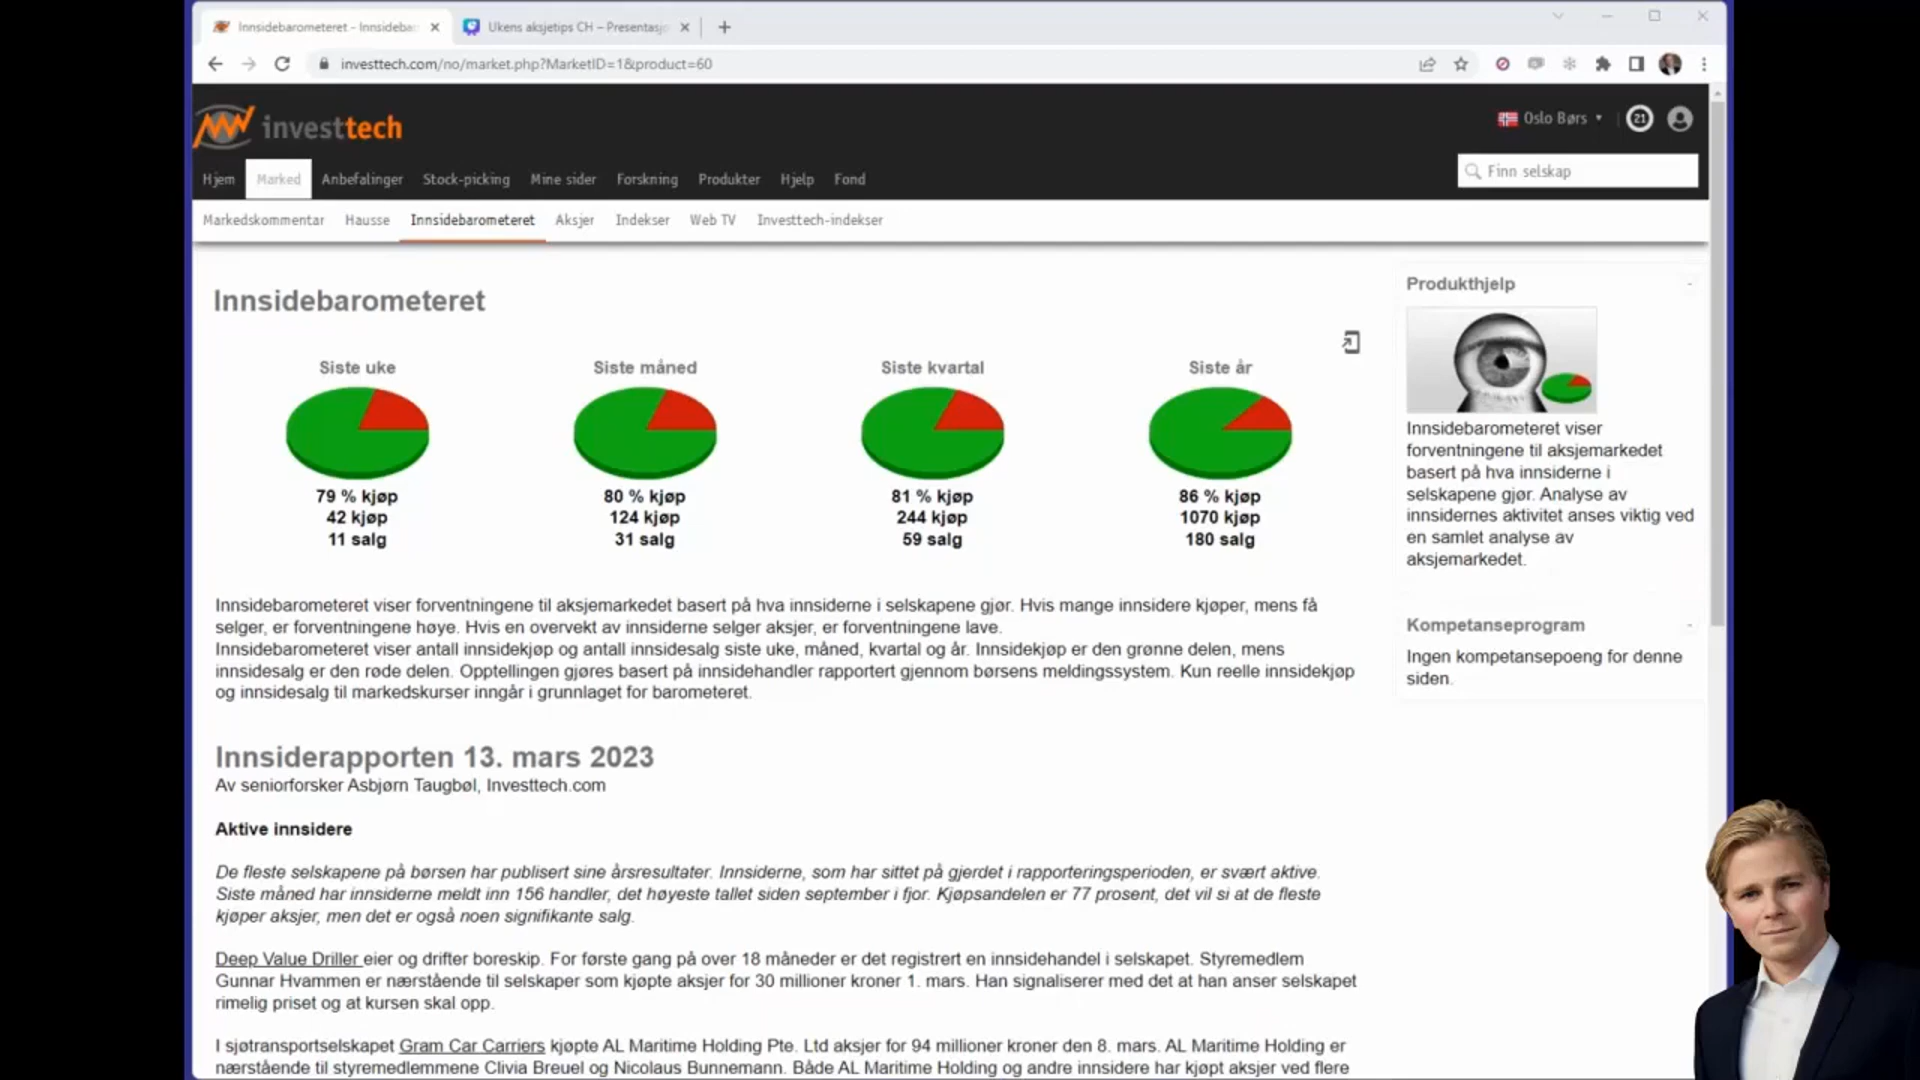 Innsidebarometeret - Innsideba
Ukens aksjetips CH – Presentasjo
investtech.com/no/market.php?MarketID=1&product=60
investtech
Oslo Børs
21
Hjem Marked Anbefalinger Stock-picking Mine sider Forskning Produkter Hjelp Fond
Finn selskap
Markedskommentar Hausse Innsidebarometeret Aksjer Indekser Web TV Investtech-indekser
Innsidebarometeret
Siste uke
79 % kjøp
42 kjøp
11 salg
Siste måned
80 % kjøp
124 kjøp
31 salg
Siste kvartal
81 % kjøp
244 kjøp
59 salg
Siste år
86 % kjøp
1070 kjøp
180 salg
Innsidebarometeret viser forventningene til aksjemarkedet basert på hva innsiderne i selskapene gjør. Hvis mange innsidere kjøper, mens få
selger, er forventningene høye. Hvis en overvekt av innsiderne selger aksjer, er forventningene lave.
Innsidebarometeret viser antall innsidekjøp og antall innsidesalg siste uke, måned, kvartal og år. Innsidekjøp er den grønne delen, mens
innsidesalg er den røde delen. Opptellingen gjøres basert på innsidehandler rapportert gjennom børsens meldingssystem. Kun reelle innsidekjøp
og innsidesalg til markedskurser inngår i grunnlaget for barometeret.
Innsiderapporten 13. mars 2023
Av seniorforsker Asbjørn Taugbøl, Investtech.com
Aktive innsidere
De fleste selskapene på børsen har publisert sine årsresultater. Innsiderne, som har sittet på gjerdet i rapporteringsperioden, er svært aktive.
Siste måned har innsiderne meldt inn 156 handler, det høyeste tallet siden september i fjor. Kjøpsandelen er 77 prosent, det vil si at de fleste
kjøper aksjer, men det er også noen signifikante salg.
Deep Value Driller eier og drifter boreskip. For første gang på over 18 måneder er det registrert en innsidehandel i selskapet. Styremedlem
Gunnar Hvammen er nærstående til selskaper som kjøpte aksjer for 30 millioner kroner 1. mars. Han signaliserer med det at han anser selskapet
rimelig priset og at kursen skal opp.
I sjøtransportselskapet Gram Car Carriers kjøpte AL Maritime Holding Pte. Ltd aksjer for 94 millioner kroner den 8. mars. AL Maritime Holding er
nærstående til styremedlemmene Clivia Breuel og Nicolaus Bunnemann. Både AL Maritime Holding og andre innsidere har kjøpt aksjer ved flere
Produkthjelp
Innsidebarometeret viser
forventningene til aksjemarkedet
basert på hva innsiderne i
selskapene gjør. Analyse av
innsidernes aktivitet anses viktig ved
en samlet analyse av
aksjemarkedet.
Kompetanseprogram
Ingen kompetansepoeng for denne
siden.